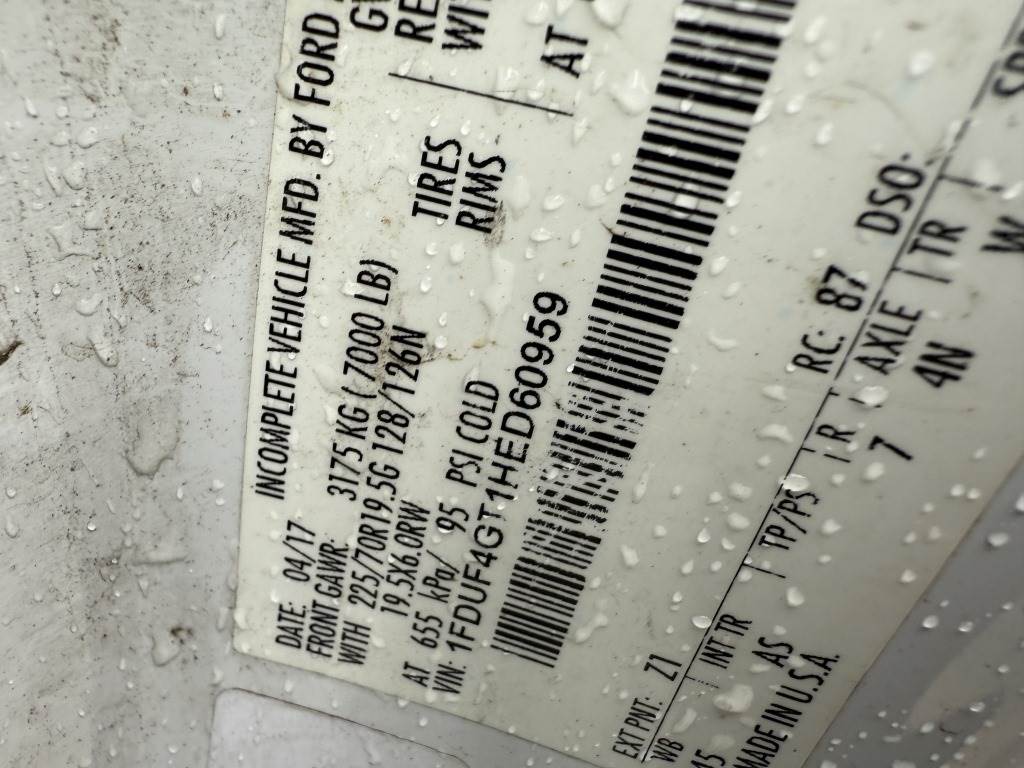 INCOMPLETE VEHICLE MFD. BY FORD
DATE: 04/17
FRONT GAWR: 3175 KG ( 7000 LB)
WITH 225/70R19.5G 128/126N TIRES
19.5X6.0RW RIMS
AT 655 kPa/ 95 PSI COLD AT
VIN: 1FDUF4GT1HED60959
EXT PNT: Z1 RC: 87 DSO:
WB INT TR TP/PS R AXLE TR
AS 7 4N W
MADE IN U.S.A.